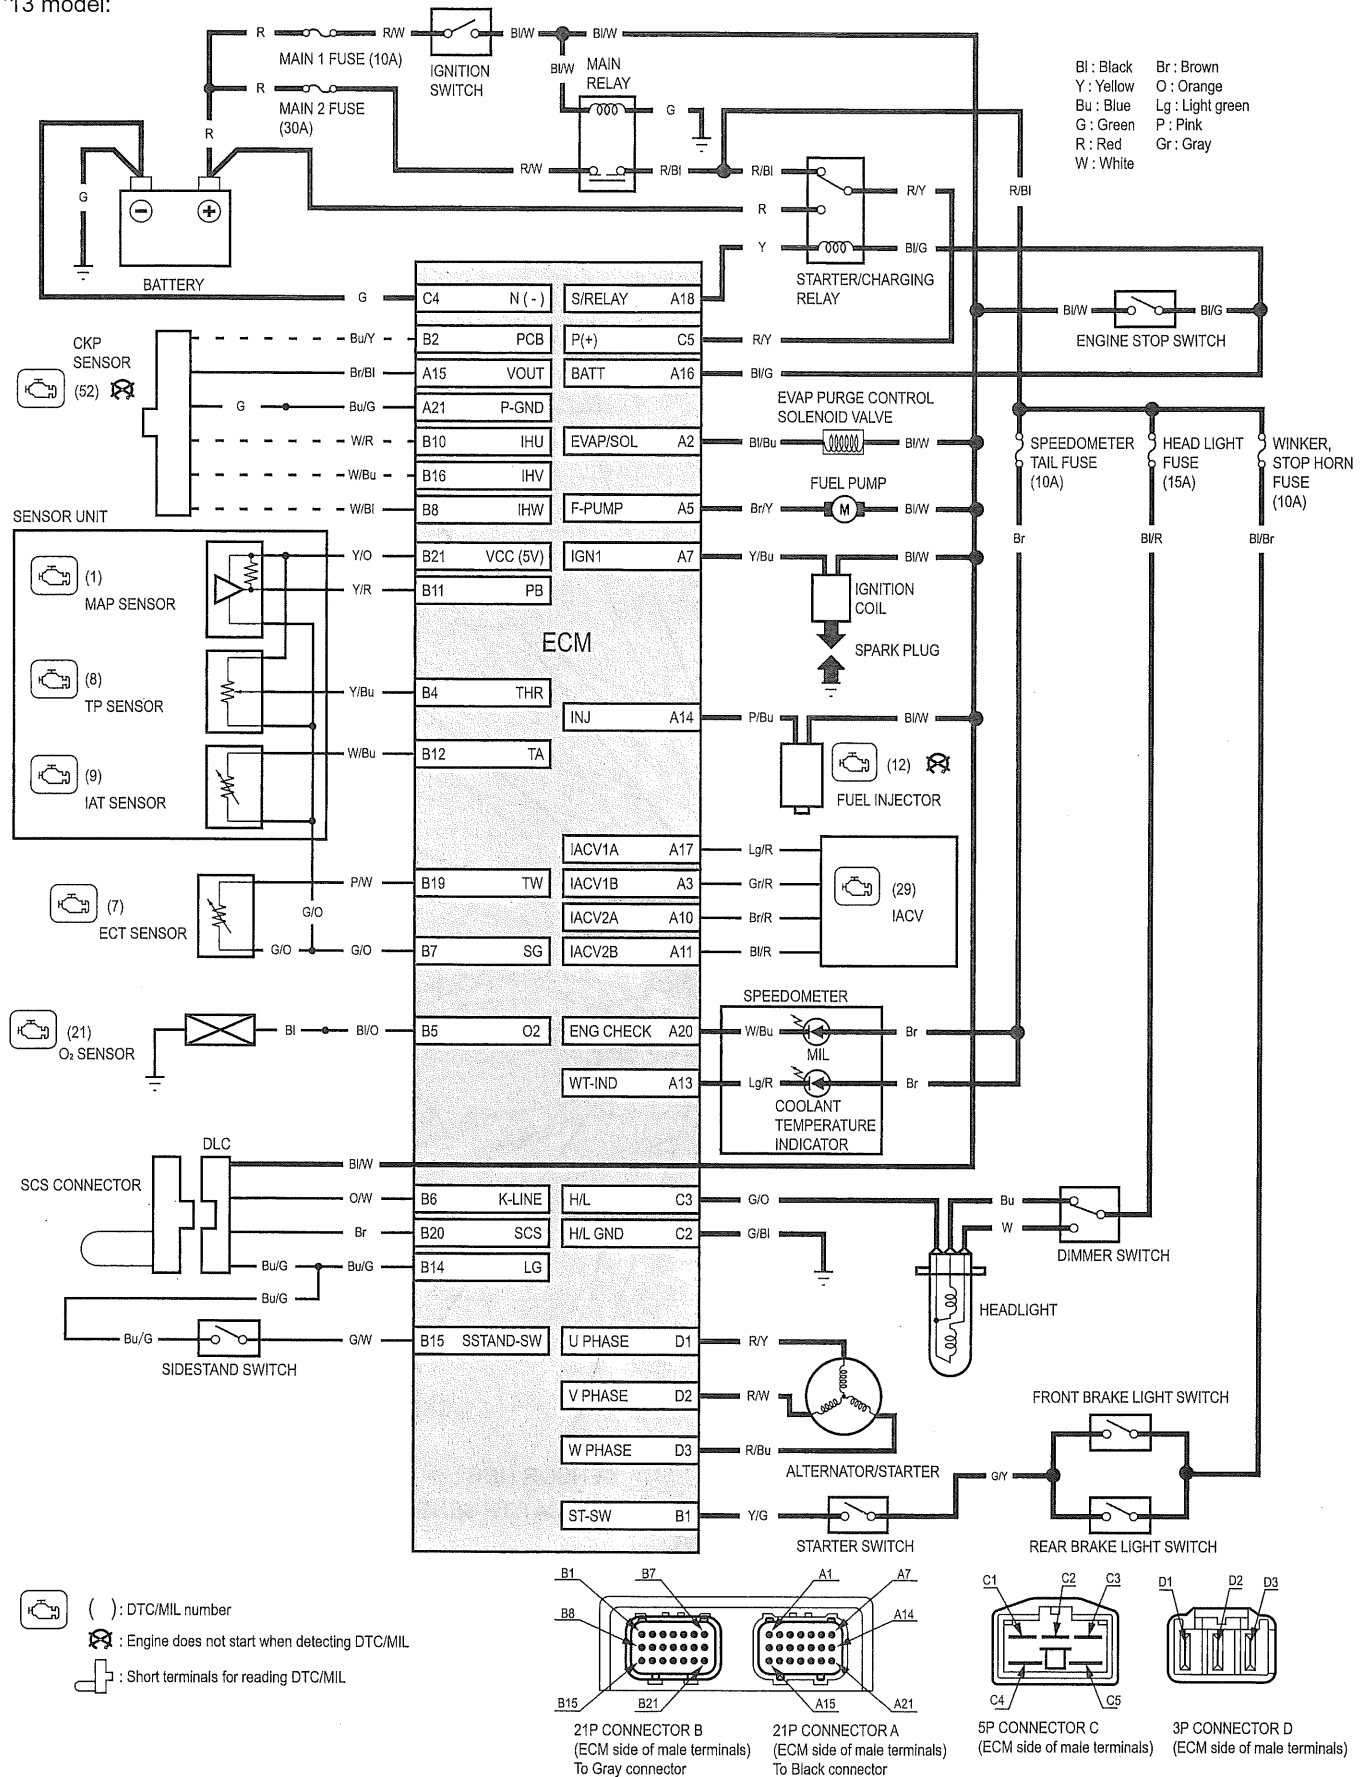 '13 model:
R
MAIN 1 FUSE (10A)
R/W
IGNITION
SWITCH
Bl/W
Bl/W
Bl/W
MAIN
RELAY
R
MAIN 2 FUSE
(30A)
R
G
Bl : Black Br : Brown
Y : Yellow O : Orange
Bu : Blue Lg : Light green
G : Green P : Pink
R : Red Gr : Gray
W : White
R/W
R/Bl
R/Bl
R/Y
R/Bl
G
R
Y
Bl/G
BATTERY
STARTER/CHARGING
RELAY
G
C4 N ( - )
S/RELAY A18
Bl/W
Bl/G
ENGINE STOP SWITCH
CKP
SENSOR
(52)
Bu/Y
B2 PCB
P(+) C5
R/Y
Br/Bl
A15 VOUT
BATT A16
Bl/G
G
Bu/G
A21 P-GND
EVAP PURGE CONTROL
SOLENOID VALVE
W/R
B10 IHU
EVAP/SOL A2
Bl/Bu
Bl/W
SPEEDOMETER
TAIL FUSE
(10A)
HEAD LIGHT
FUSE
(15A)
WINKER,
STOP HORN
FUSE
(10A)
W/Bu
B16 IHV
FUEL PUMP
W/Bl
B8 IHW
F-PUMP A5
Br/Y
M
Bl/W
SENSOR UNIT
Br
Bl/R
Bl/Br
(1)
MAP SENSOR
Y/O
B21 VCC (5V)
IGN1 A7
Y/Bu
Bl/W
Y/R
B11 PB
IGNITION
COIL
ECM
SPARK PLUG
(8)
TP SENSOR
Y/Bu
B4 THR
INJ A14
P/Bu
Bl/W
(9)
IAT SENSOR
W/Bu
B12 TA
(12)
FUEL INJECTOR
IACV1A A17
Lg/R
(7)
ECT SENSOR
P/W
B19 TW
IACV1B A3
Gr/R
(29)
IACV
G/O
IACV2A A10
Br/R
G/O
G/O
B7 SG
IACV2B A11
Bl/R
SPEEDOMETER
(21)
O₂ SENSOR
Bl
Bl/O
B5 O2
ENG CHECK A20
W/Bu
MIL
Br
WT-IND A13
Lg/R
Br
COOLANT
TEMPERATURE
INDICATOR
DLC
SCS CONNECTOR
Bl/W
O/W
B6 K-LINE
H/L C3
G/O
Bu
Br
B20 SCS
H/L GND C2
G/Bl
W
DIMMER SWITCH
Bu/G
Bu/G
B14 LG
Bu/G
HEADLIGHT
Bu/G
G/W
B15 SSTAND-SW
U PHASE D1
R/Y
SIDESTAND SWITCH
V PHASE D2
R/W
FRONT BRAKE LIGHT SWITCH
W PHASE D3
R/Bu
ALTERNATOR/STARTER
G/Y
ST-SW B1
Y/G
STARTER SWITCH
REAR BRAKE LIGHT SWITCH
( ) : DTC/MIL number
: Engine does not start when detecting DTC/MIL
: Short terminals for reading DTC/MIL
B1 B7 A1 A7
B8 A14
B15 B21 A15 A21
C1 C2 C3
C4 C5
D1 D2 D3
21P CONNECTOR B
(ECM side of male terminals)
To Gray connector
21P CONNECTOR A
(ECM side of male terminals)
To Black connector
5P CONNECTOR C
(ECM side of male terminals)
3P CONNECTOR D
(ECM side of male terminals)